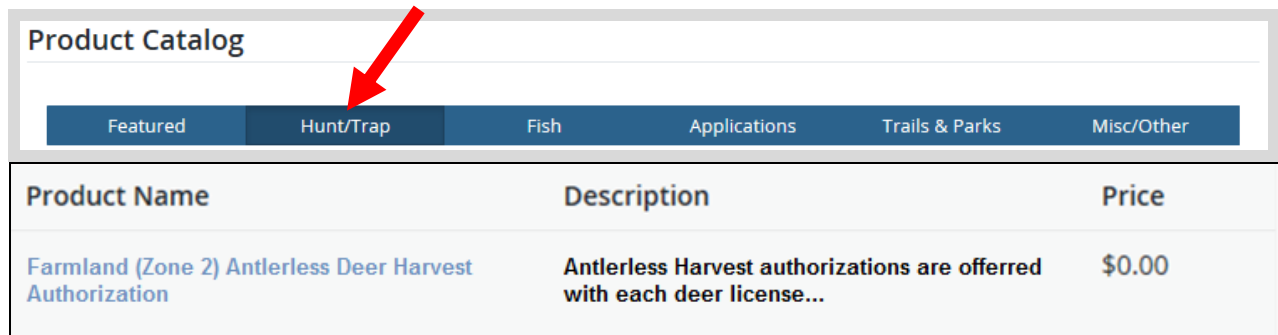 Product Catalog
Featured Hunt/Trap Fish Applications Trails & Parks Misc/Other
Product Name Description Price
Farmland (Zone 2) Antlerless Deer Harvest Antlerless Harvest authorizations are offerred $0.00
Authorization with each deer license...